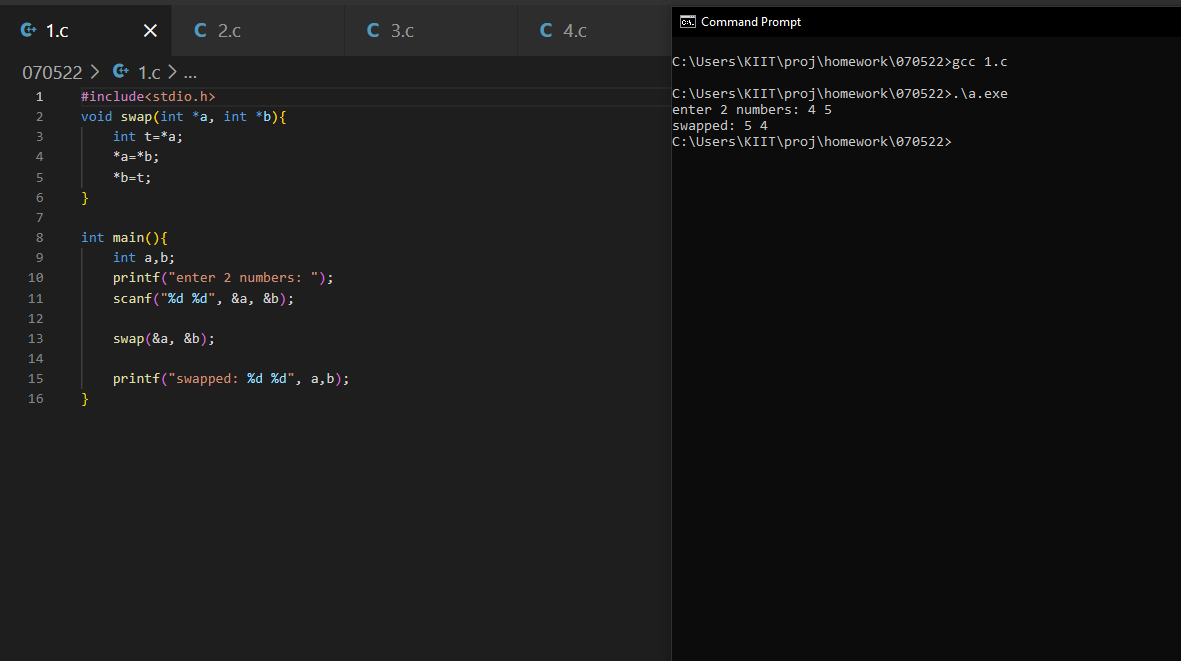 1.c
2.c
3.c
4.c
070522 > 1.c > ...
1 #include<stdio.h>
2 void swap(int *a, int *b){
3 int t=*a;
4 *a=*b;
5 *b=t;
6 }
7
8 int main(){
9 int a,b;
10 printf("enter 2 numbers: ");
11 scanf("%d %d", &a, &b);
12
13 swap(&a, &b);
14
15 printf("swapped: %d %d", a,b);
16 }
Command Prompt
C:\Users\KIIT\proj\homework\070522>gcc 1.c
C:\Users\KIIT\proj\homework\070522>.\a.exe
enter 2 numbers: 4 5
swapped: 5 4
C:\Users\KIIT\proj\homework\070522>